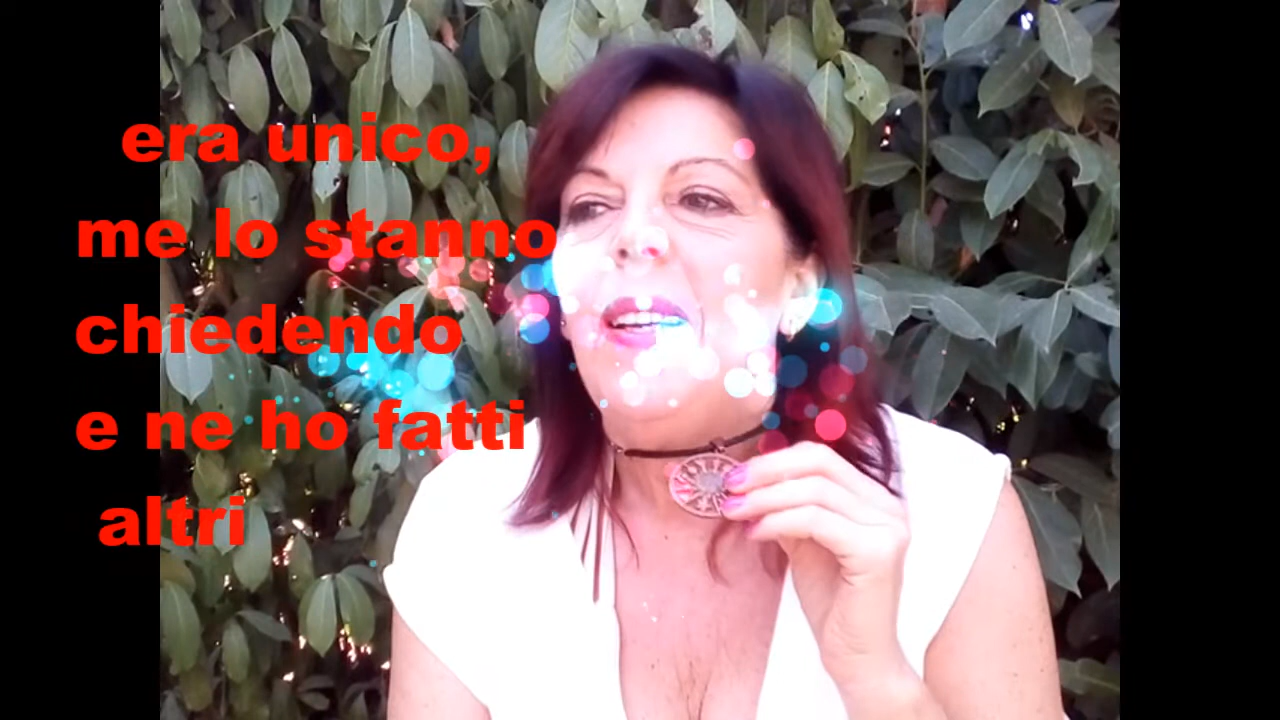 era unico,
me lo stanno
chiedendo
e ne ho fatti
altri